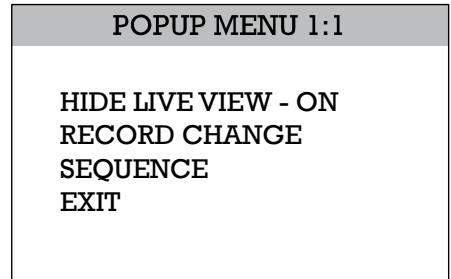 POPUP MENU 1:1
HIDE LIVE VIEW - ON
RECORD CHANGE
SEQUENCE
EXIT